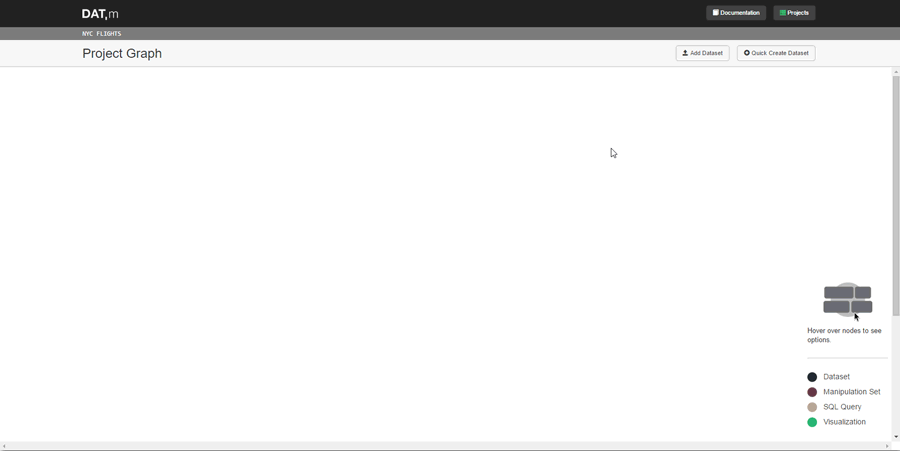 DAT,m
Documentation
Projects
NYC FLIGHTS
Project Graph
Add Dataset
Quick Create Dataset
Hover over nodes to see
options
Dataset
Manipulation Set
SQL Query
Visualization